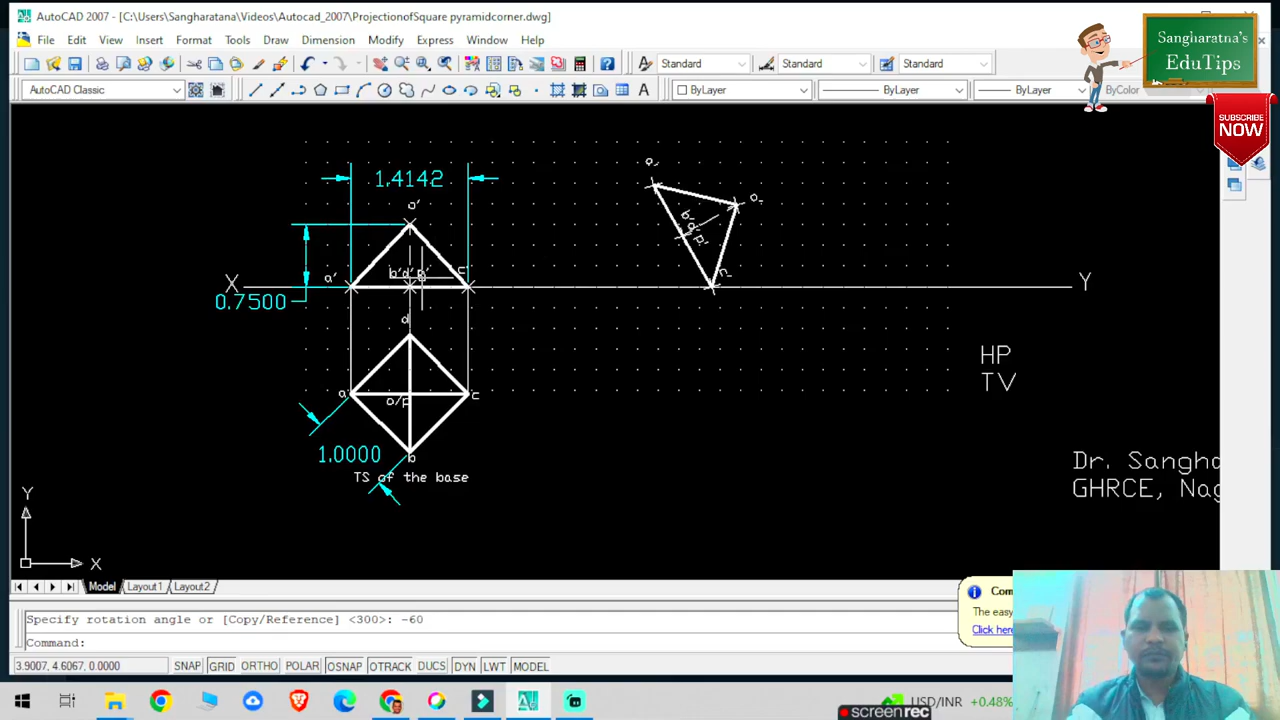 AutoCAD 2007 - [C:\Users\Sangharatana\Videos\Autocad_2007\ProjectionofSquare pyramidcorner.dwg]
Sangharatna's
EduTips
File Edit View Insert Format Tools Draw Dimension Modify Express Window Help
Standard Standard Standard
AutoCAD Classic ByLayer ByLayer ByLayer ByColor
SUBSCRIBE
NOW
1.4142
o'
a' b'd'p' c'
X Y
0.7500
d
a o/p c
1.0000
b
TS of the base
HP
TV
Dr. Sangha
GHRCE, Nag
Y
X
Model Layout1 Layout2
Specify rotation angle or [Copy/Reference] <300>: -60
Command:
Com
The easy
Click here
3.9007, 4.6067, 0.0000 SNAP GRID ORTHO POLAR OSNAP OTRACK DUCS DYN LWT MODEL
USD/INR +0.48%
screenrec